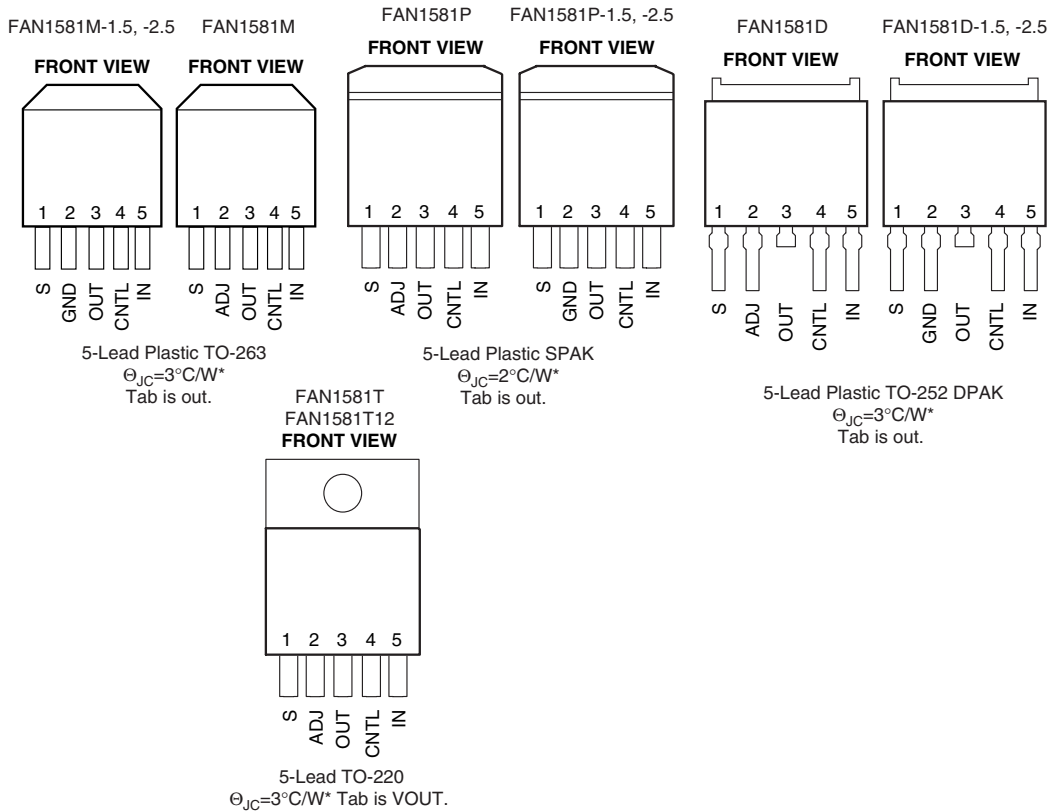 FAN1581M-1.5, -2.5
FRONT VIEW
1 2 3 4 5
S
GND
OUT
CNTL
IN
FAN1581M
FRONT VIEW
1 2 3 4 5
S
ADJ
OUT
CNTL
IN
5-Lead Plastic TO-263
ΘJC=3°C/W*
Tab is out.
FAN1581P
FRONT VIEW
1 2 3 4 5
S
ADJ
OUT
CNTL
IN
FAN1581P-1.5, -2.5
FRONT VIEW
1 2 3 4 5
S
GND
OUT
CNTL
IN
5-Lead Plastic SPAK
ΘJC=2°C/W*
Tab is out.
FAN1581D
FRONT VIEW
1 2 3 4 5
S
ADJ
OUT
CNTL
IN
FAN1581D-1.5, -2.5
FRONT VIEW
1 2 3 4 5
S
GND
OUT
CNTL
IN
5-Lead Plastic TO-252 DPAK
ΘJC=3°C/W*
Tab is out.
FAN1581T
FAN1581T12
FRONT VIEW
1 2 3 4 5
S
ADJ
OUT
CNTL
IN
5-Lead TO-220
ΘJC=3°C/W* Tab is VOUT.